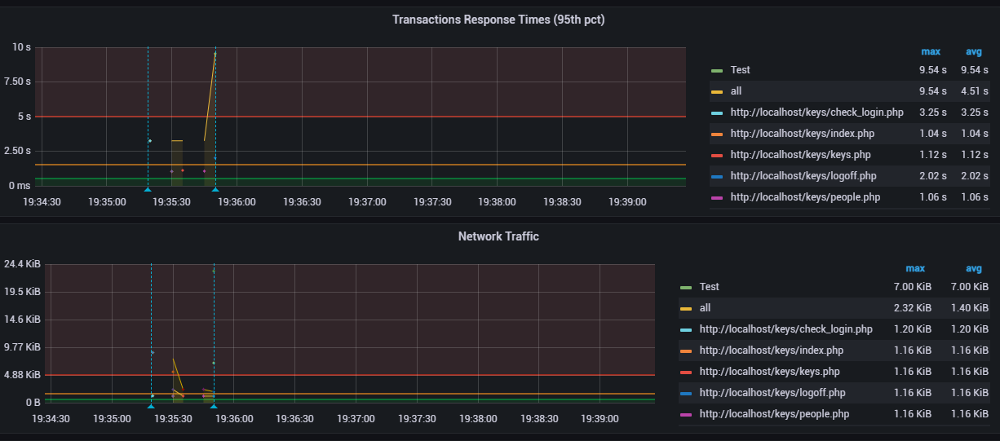 Transactions Response Times (95th pct)
10 s
7.50 s
5 s
2.50 s
0 ms
19:34:30 19:35:00 19:35:30 19:36:00 19:36:30 19:37:00 19:37:30 19:38:00 19:38:30 19:39:00
max avg
Test 9.54 s 9.54 s
all 9.54 s 4.51 s
http://localhost/keys/check_login.php 3.25 s 3.25 s
http://localhost/keys/index.php 1.04 s 1.04 s
http://localhost/keys/keys.php 1.12 s 1.12 s
http://localhost/keys/logoff.php 2.02 s 2.02 s
http://localhost/keys/people.php 1.06 s 1.06 s
Network Traffic
24.4 KiB
19.5 KiB
14.6 KiB
9.77 KiB
4.88 KiB
0 B
19:34:30 19:35:00 19:35:30 19:36:00 19:36:30 19:37:00 19:37:30 19:38:00 19:38:30 19:39:00
max avg
Test 7.00 KiB 7.00 KiB
all 2.32 KiB 1.40 KiB
http://localhost/keys/check_login.php 1.20 KiB 1.20 KiB
http://localhost/keys/index.php 1.16 KiB 1.16 KiB
http://localhost/keys/keys.php 1.16 KiB 1.16 KiB
http://localhost/keys/logoff.php 1.16 KiB 1.16 KiB
http://localhost/keys/people.php 1.16 KiB 1.16 KiB